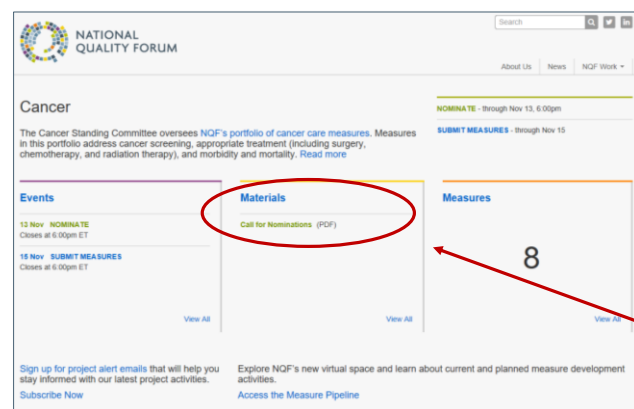 NATIONAL
QUALITY FORUM
Search
in
About Us News NQF Work
Cancer
The Cancer Standing Committee oversees NQF's portfolio of cancer care measures. Measures
in this portfolio address cancer screening, appropriate treatment (including surgery,
chemotherapy, and radiation therapy), and morbidity and mortality. Read more
NOMINATE - through Nov 13, 6:00pm
SUBMIT MEASURES - through Nov 15
Events
13 Nov NOMINATE
Closes at 6:00pm ET
15 Nov SUBMIT MEASURES
Closes at 6:00pm ET
View All
Materials
Call for Nominations (PDF)
View All
Measures
8
View All
Sign up for project alert emails that will help you
stay informed with our latest project activities.
Subscribe Now
Explore NQF's new virtual space and learn about current and planned measure development
activities.
Access the Measure Pipeline